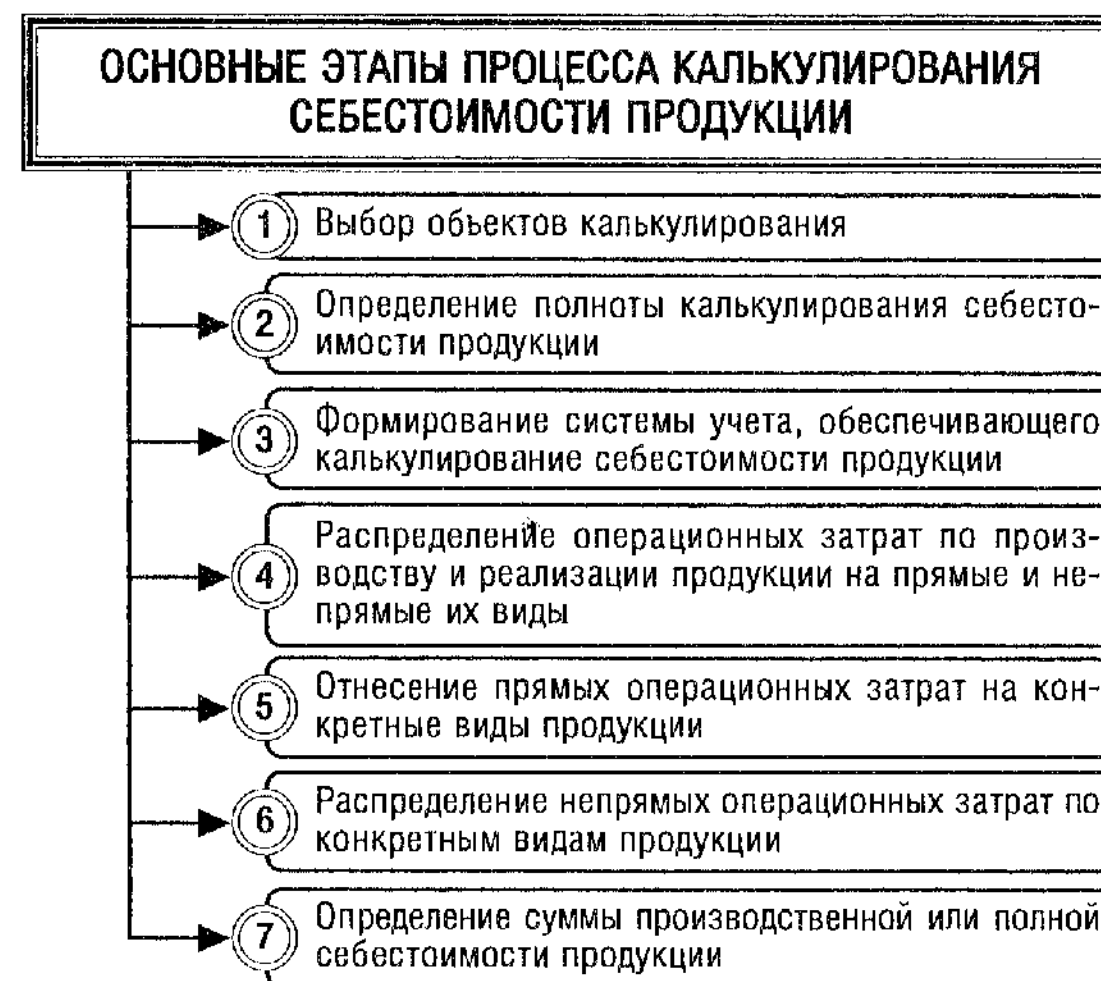 ОСНОВНЫЕ ЭТАПЫ ПРОЦЕССА КАЛЬКУЛИРОВАНИЯ
СЕБЕСТОИМОСТИ ПРОДУКЦИИ
1 Выбор объектов калькулирования
2 Определение полноты калькулирования себесто-
имости продукции
3 Формирование системы учета, обеспечивающего
калькулирование себестоимости продукции
4 Распределение операционных затрат по произ-
водству и реализации продукции на прямые и не-
прямые их виды
5 Отнесение прямых операционных затрат на кон-
кретные виды продукции
6 Распределение непрямых операционных затрат по
конкретным видам продукции
7 Определение суммы производственной или полной
себестоимости продукции